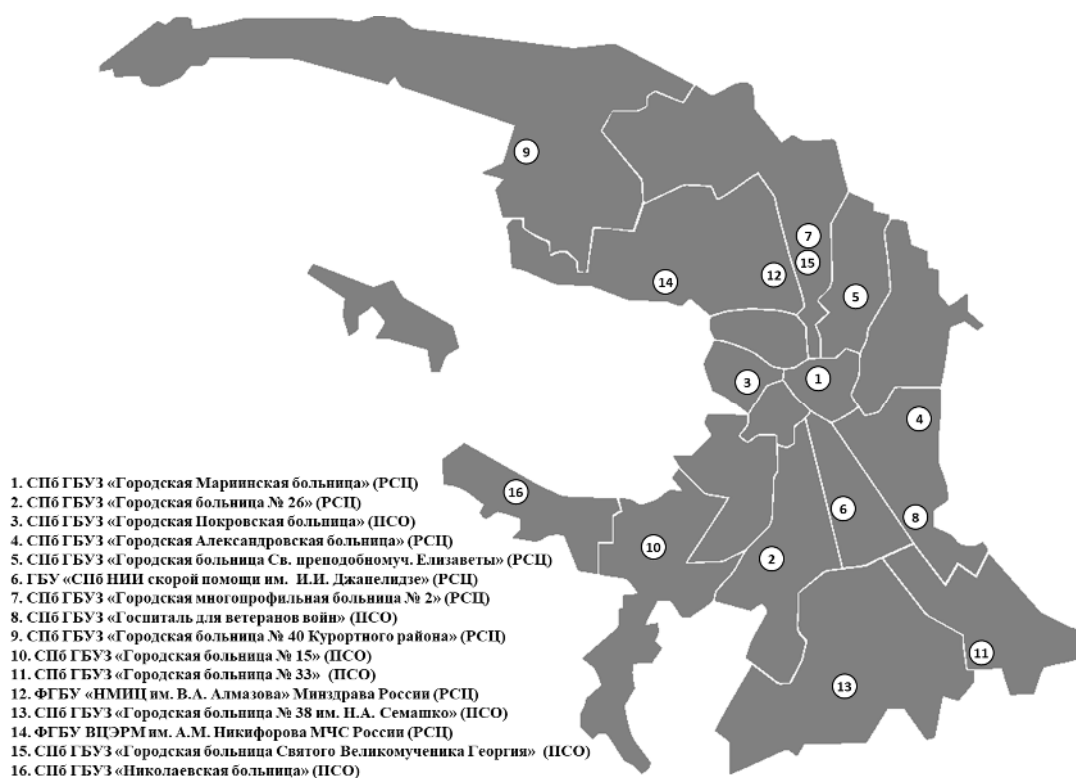 9
7
15
12
14
5
3
1
4
16
6
8
10
2
11
13
1. СПб ГБУЗ «Городская Мариинская больница» (РСЦ)
2. СПб ГБУЗ «Городская больница № 26» (РСЦ)
3. СПб ГБУЗ «Городская Покровская больница» (ПСО)
4. СПб ГБУЗ «Городская Александровская больница» (РСЦ)
5. СПб ГБУЗ «Городская больница Св. преподобномуч. Елизаветы» (РСЦ)
6. ГБУ «СПб НИИ скорой помощи им. И.И. Джанелидзе» (РСЦ)
7. СПб ГБУЗ «Городская многопрофильная больница № 2» (РСЦ)
8. СПб ГБУЗ «Госпиталь для ветеранов войн» (ПСО)
9. СПб ГБУЗ «Городская больница № 40 Курортного района» (РСЦ)
10. СПб ГБУЗ «Городская больница № 15» (ПСО)
11. СПб ГБУЗ «Городская больница № 33» (ПСО)
12. ФГБУ «НМИЦ им. В.А. Алмазова» Минздрава России (РСЦ)
13. СПб ГБУЗ «Городская больница № 38 им. Н.А. Семашко» (ПСО)
14. ФГБУ ВЦЭРМ им. А.М. Никифорова МЧС России (РСЦ)
15. СПб ГБУЗ «Городская больница Святого Великомученика Георгия» (ПСО)
16. СПб ГБУЗ «Николаевская больница» (ПСО)